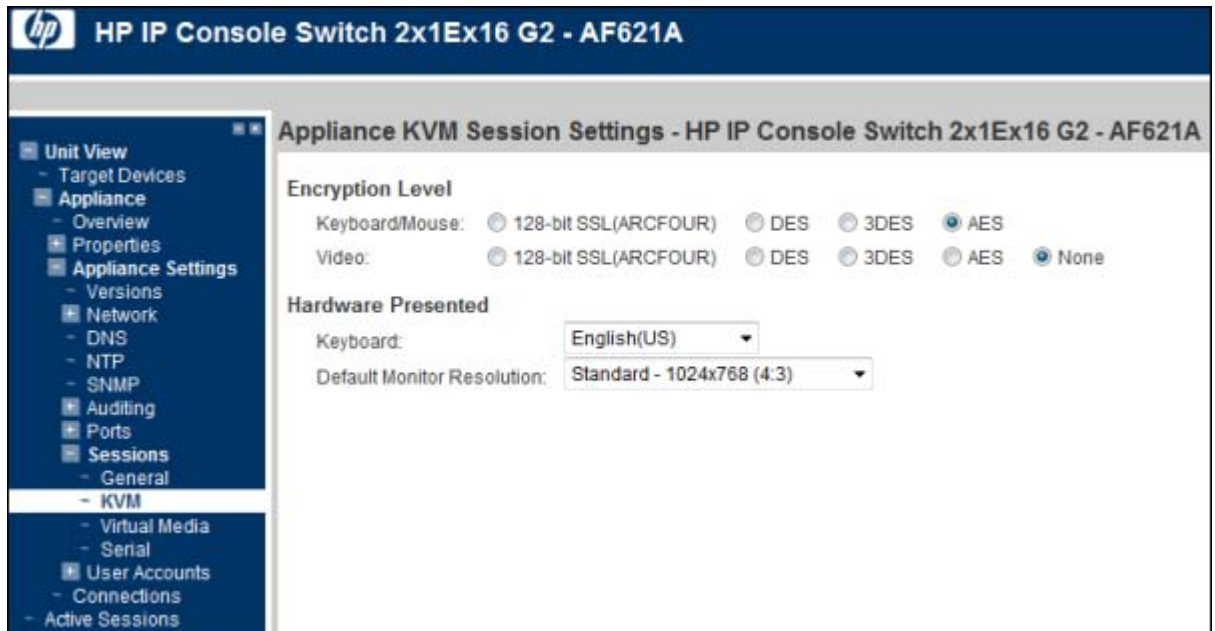 hp
HP IP Console Switch 2x1Ex16 G2 - AF621A
Unit View
Target Devices
Appliance
Overview
Properties
Appliance Settings
Versions
Network
DNS
NTP
SNMP
Auditing
Ports
Sessions
General
KVM
Virtual Media
Serial
User Accounts
Connections
Active Sessions
Appliance KVM Session Settings - HP IP Console Switch 2x1Ex16 G2 - AF621A
Encryption Level
Keyboard/Mouse: 128-bit SSL(ARCFOUR) DES 3DES AES
Video: 128-bit SSL(ARCFOUR) DES 3DES AES None
Hardware Presented
Keyboard: English(US)
Default Monitor Resolution: Standard - 1024x768 (4:3)